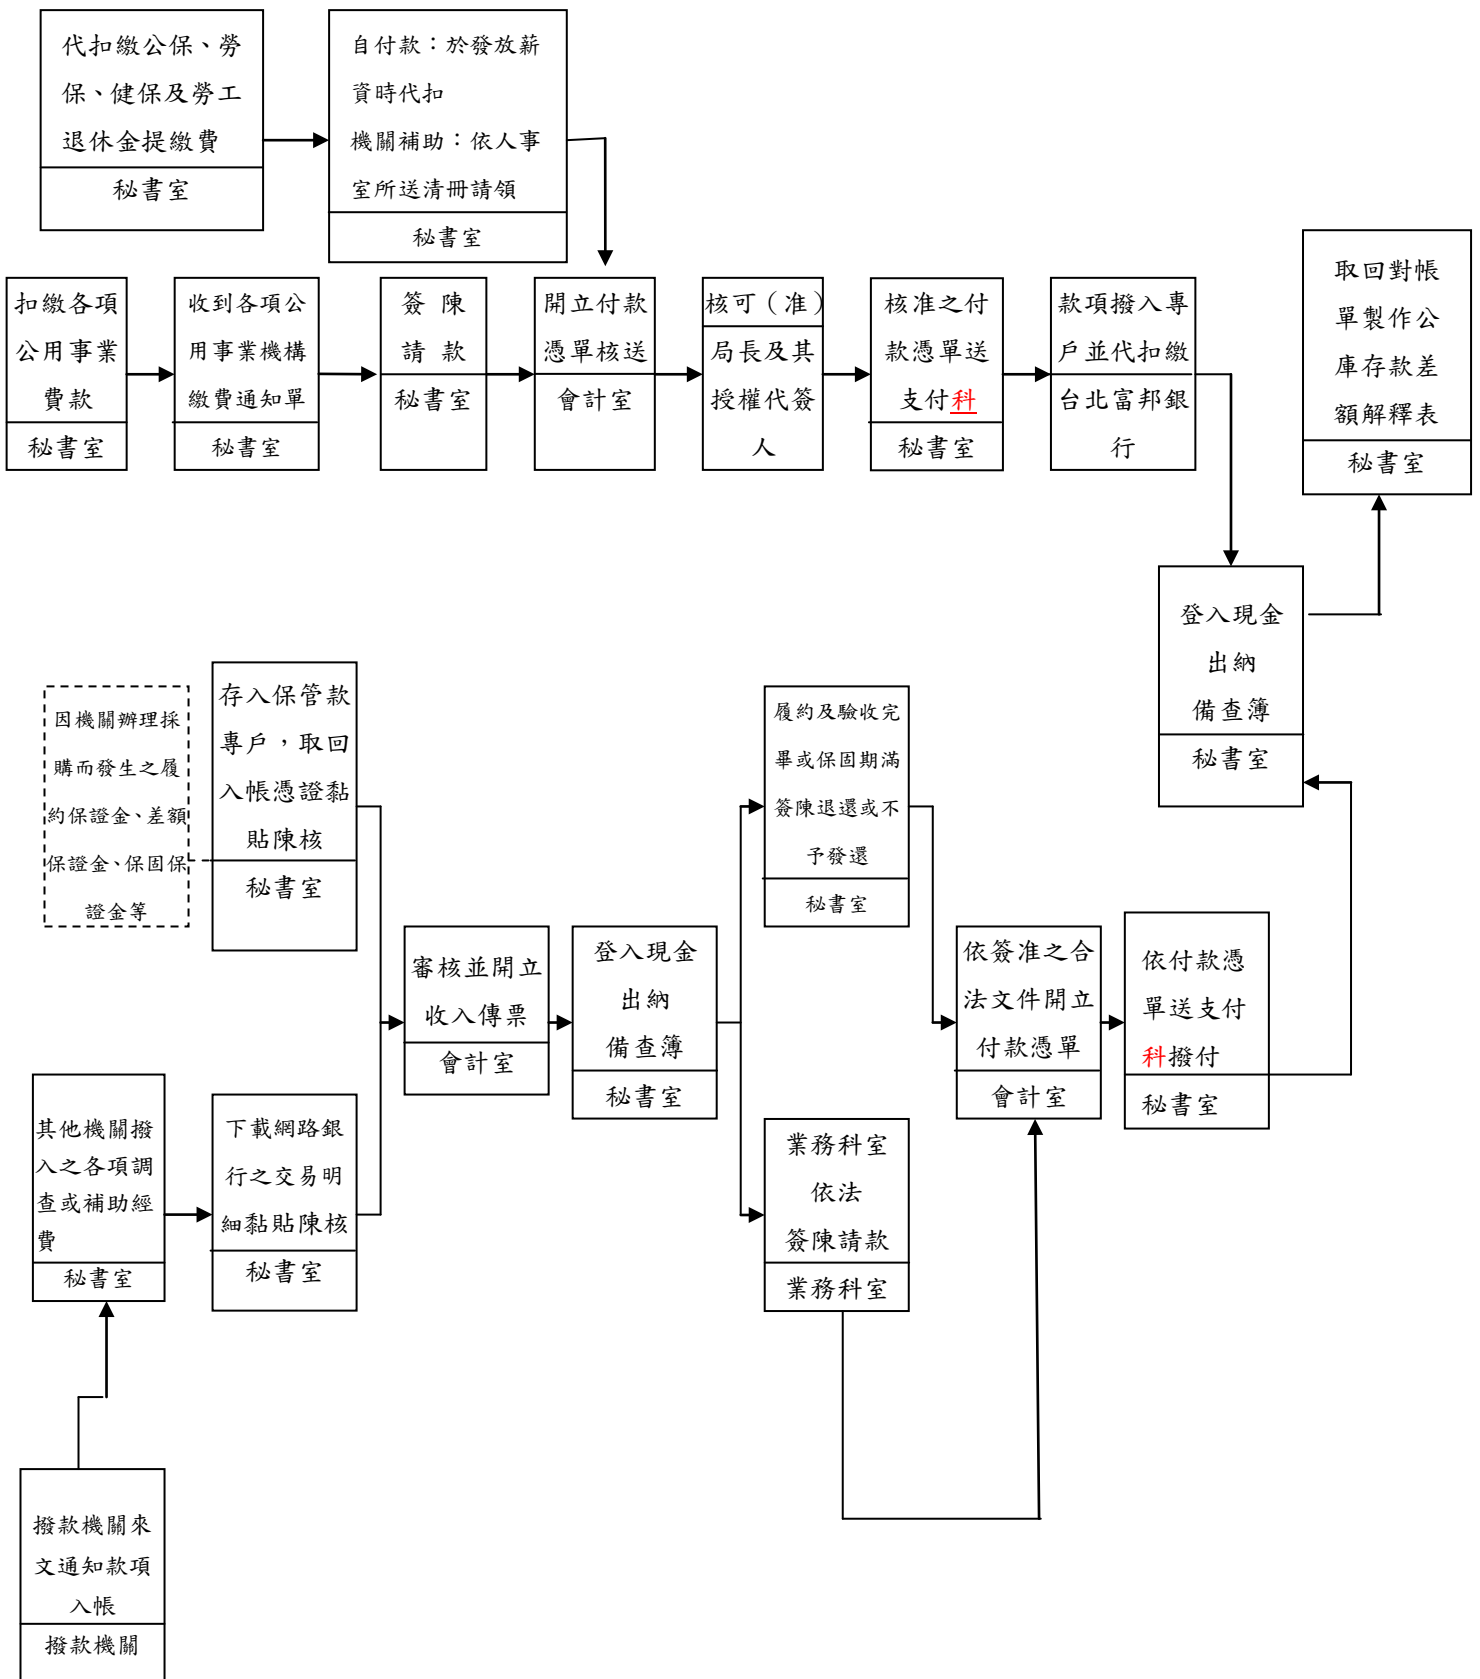 代扣繳公保、勞
保、健保及勞工
退休金提繳費
秘書室
自付款：於發放薪
資時代扣
機關補助：依人事
室所送清冊請領
秘書室
扣繳各項
公用事業
費款
秘書室
收到各項公
用事業機構
繳費通知單
秘書室
簽 陳
請 款
秘書室
開立付款
憑單核送
會計室
核可（准）
局長及其
授權代簽
人
核准之付
款憑單送
支付科
秘書室
款項撥入專
戶並代扣繳
台北富邦銀
行
取回對帳
單製作公
庫存款差
額解釋表
秘書室
登入現金
出納
備查簿
秘書室
因機關辦理採
購而發生之履
約保證金、差額
保證金、保固保
證金等
存入保管款
專戶，取回
入帳憑證黏
貼陳核
秘書室
審核並開立
收入傳票
會計室
登入現金
出納
備查簿
秘書室
履約及驗收完
畢或保固期滿
簽陳退還或不
予發還
秘書室
依簽准之合
法文件開立
付款憑單
會計室
依付款憑
單送支付
科撥付
秘書室
其他機關撥
入之各項調
查或補助經
費
秘書室
下載網路銀
行之交易明
細黏貼陳核
秘書室
業務科室
依法
簽陳請款
業務科室
撥款機關來
文通知款項
入帳
撥款機關